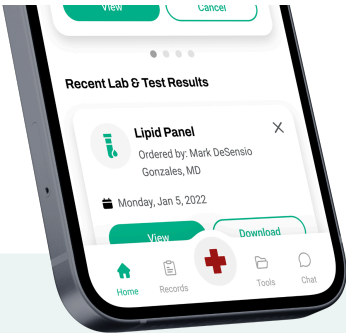 View
Cancel
Recent Lab & Test Results
Lipid Panel
Ordered by: Mark DeSensio
Gonzales, MD
Monday, Jan 5, 2022
View
Download
Home
Records
Tools
Chat